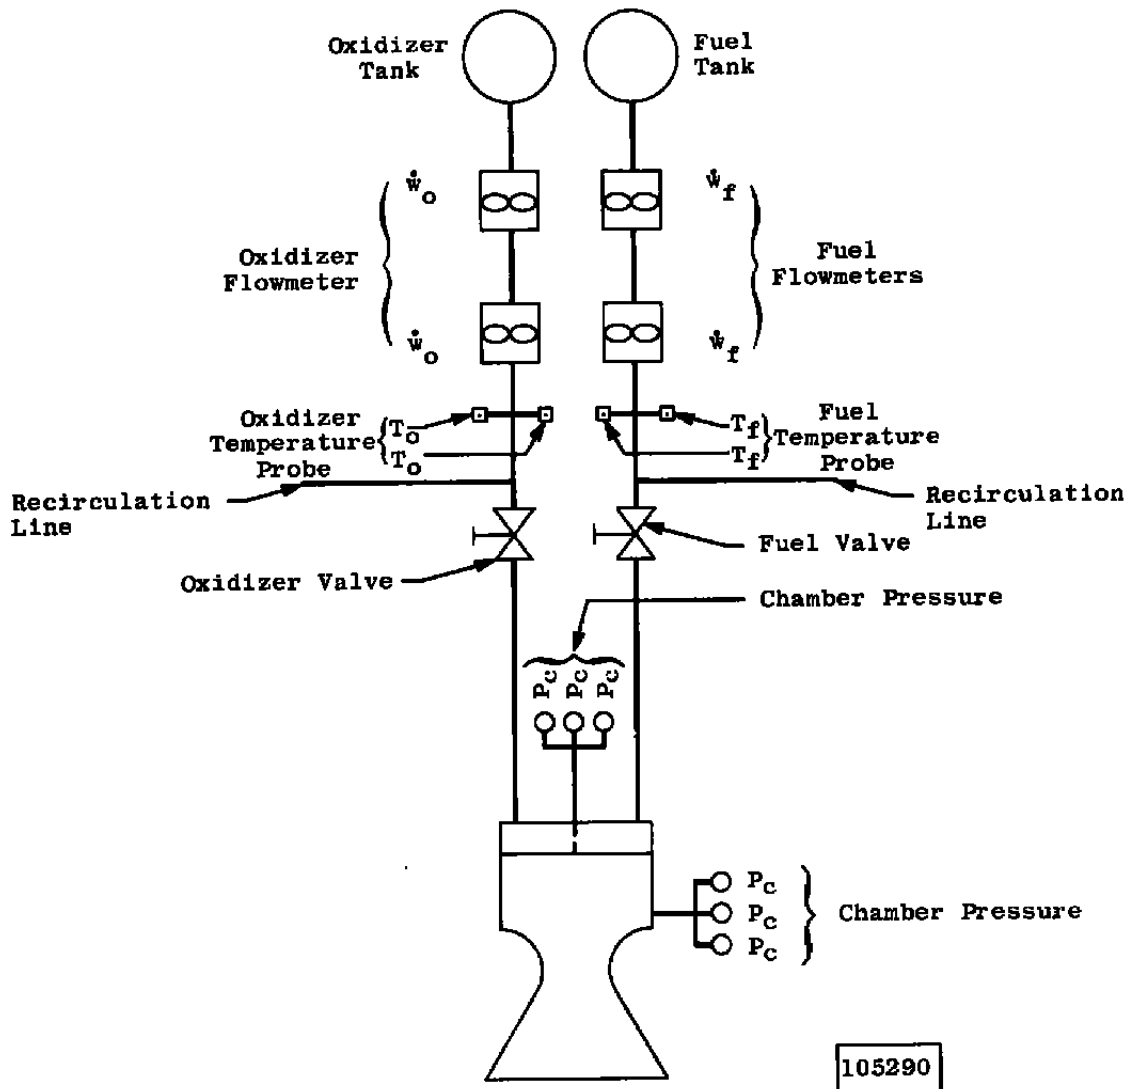 Oxidizer
Tank
Fuel
Tank
ẇo
ẇf
Oxidizer
Flowmeter
Fuel
Flowmeters
ẇo
ẇf
Oxidizer
Temperature
Probe
To
To
Tf
Tf
Fuel
Temperature
Probe
Recirculation
Line
Recirculation
Line
Fuel Valve
Oxidizer Valve
Chamber Pressure
Pc
Pc
Pc
Pc
Pc
Pc
Chamber Pressure
105290